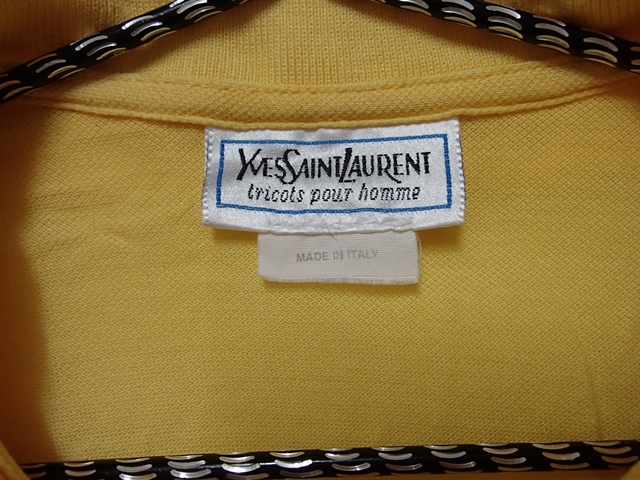 YVESSAINTLAURENT
tricots pour homme
MADE IN ITALY